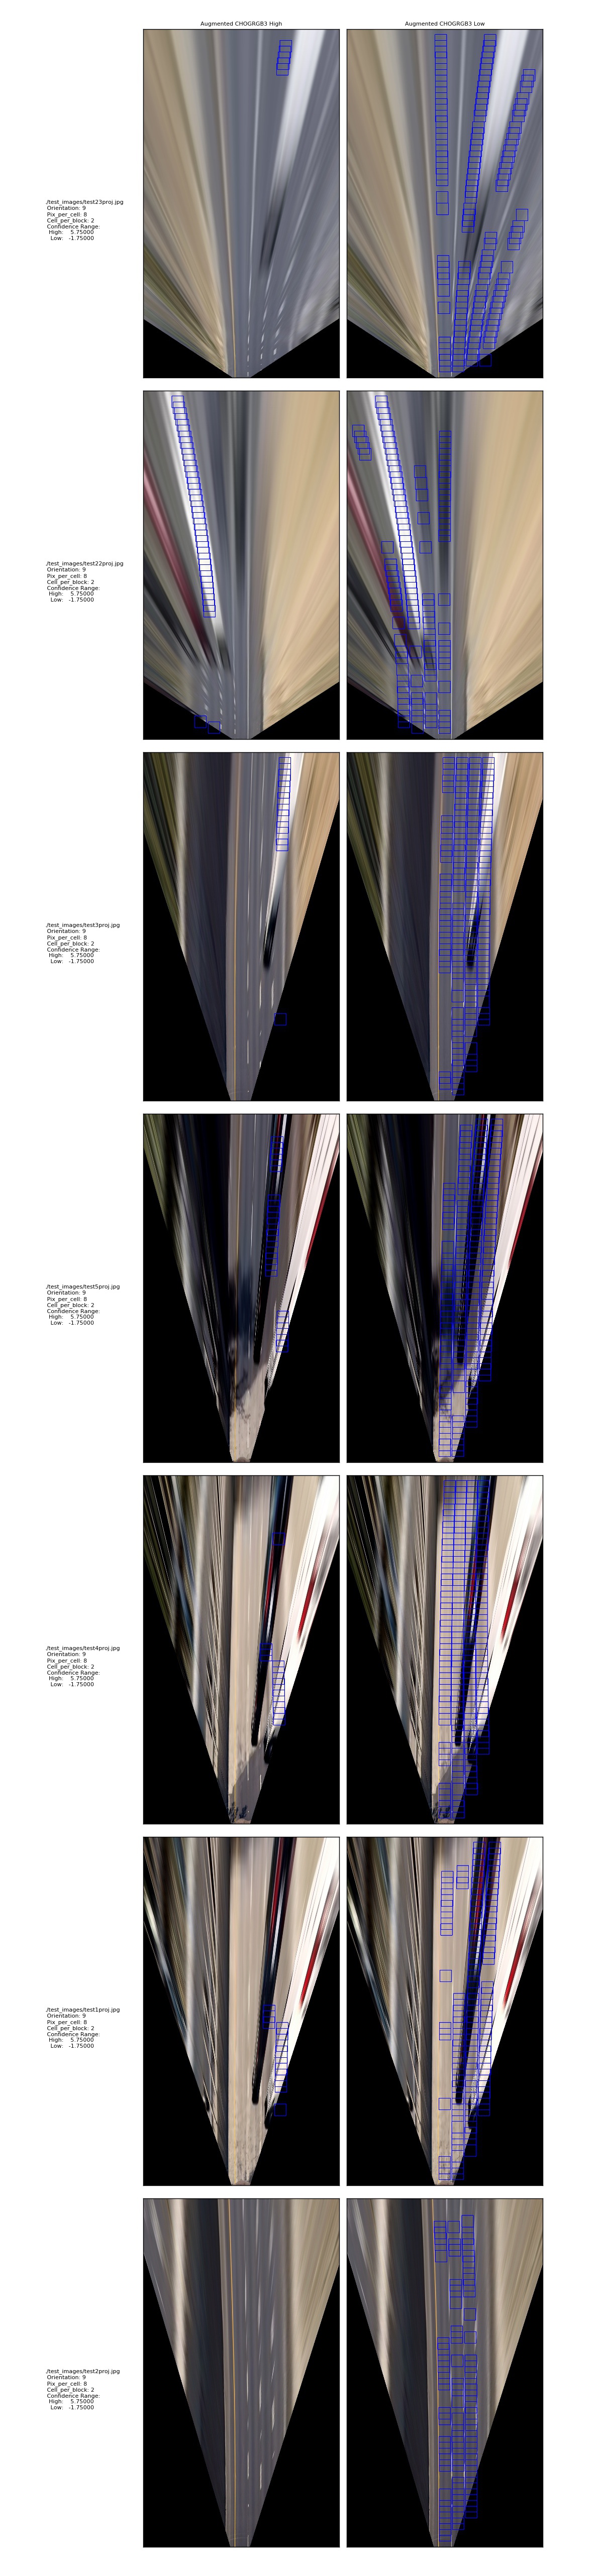 Augmented CHOGRGB3 High
Augmented CHOGRGB3 Low
./test_images/test23proj.jpg
Orientation: 9
Pix_per_cell: 8
Cell_per_block: 2
Confidence Range:
High: 5.75000
Low: -1.75000
./test_images/test22proj.jpg
Orientation: 9
Pix_per_cell: 8
Cell_per_block: 2
Confidence Range:
High: 5.75000
Low: -1.75000
./test_images/test3proj.jpg
Orientation: 9
Pix_per_cell: 8
Cell_per_block: 2
Confidence Range:
High: 5.75000
Low: -1.75000
./test_images/test5proj.jpg
Orientation: 9
Pix_per_cell: 8
Cell_per_block: 2
Confidence Range:
High: 5.75000
Low: -1.75000
./test_images/test4proj.jpg
Orientation: 9
Pix_per_cell: 8
Cell_per_block: 2
Confidence Range:
High: 5.75000
Low: -1.75000
./test_images/test1proj.jpg
Orientation: 9
Pix_per_cell: 8
Cell_per_block: 2
Confidence Range:
High: 5.75000
Low: -1.75000
./test_images/test2proj.jpg
Orientation: 9
Pix_per_cell: 8
Cell_per_block: 2
Confidence Range:
High: 5.75000
Low: -1.75000